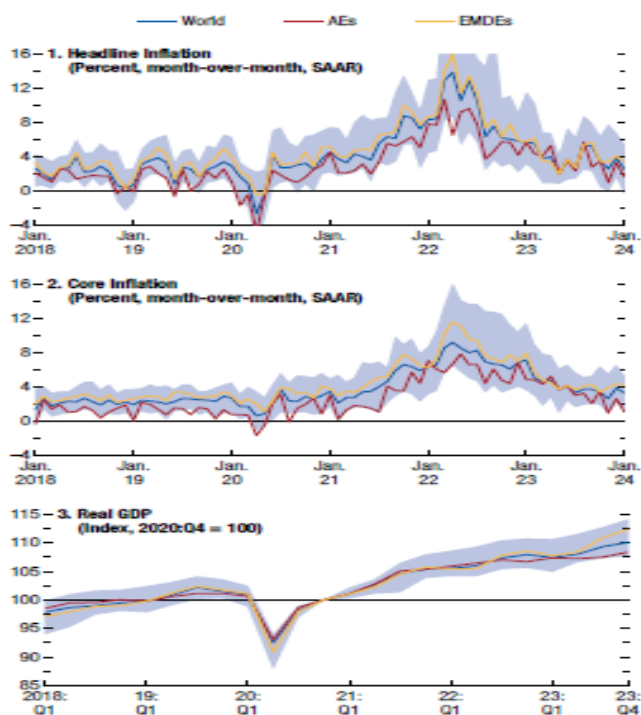 World AEs EMDEs
1. Headline Inflation
(Percent, month-over-month, SAAR)
16
12
8
4
0
−4
Jan. Jan. Jan. Jan. Jan. Jan. Jan.
2018 19 20 21 22 23 24
2. Core Inflation
(Percent, month-over-month, SAAR)
16
12
8
4
0
−4
Jan. Jan. Jan. Jan. Jan. Jan. Jan.
2018 19 20 21 22 23 24
3. Real GDP
(Index, 2020:Q4 = 100)
115
110
105
100
95
90
85
2018: 19: 20: 21: 22: 23: 23:
Q1 Q1 Q1 Q1 Q1 Q1 Q4